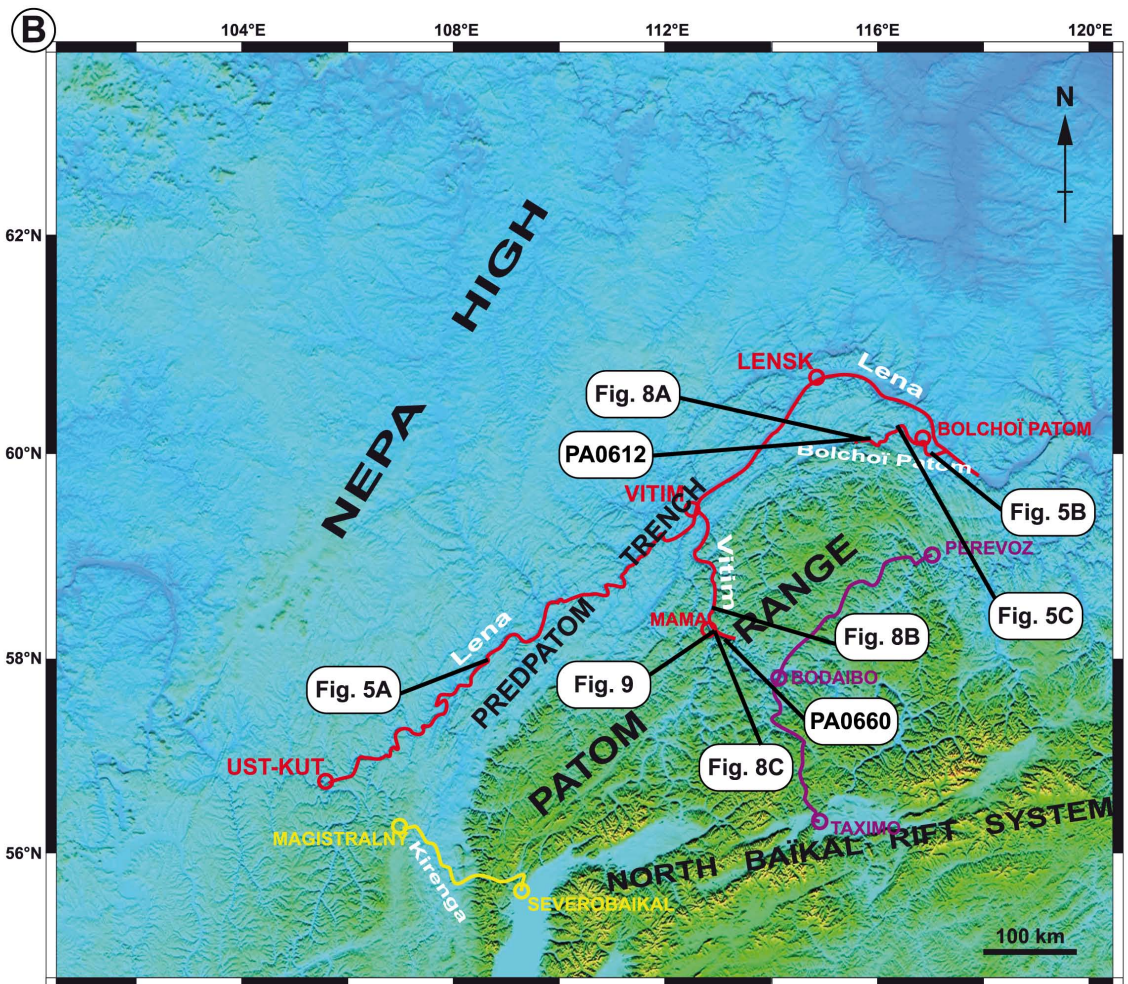 B
104°E 108°E 112°E 114°E 116°E 120°E
N
62°N
NEPA HIGH
LENSK
Lena
Fig. 8A
BOLCHOÏ PATOM
60°N
PA0612
Bolchoï Patom
VITIM
Fig. 5B
TRENCH
PEREVOZ
Vitim
RANGE
Fig. 5C
MAMA
Lena
Fig. 8B
58°N
PREDPATOM
Fig. 5A
Fig. 9
BODAIBO
PA0660
PATOM
Fig. 8C
UST-KUT
MAGISTRALNY
TAXIMO
56°N
Kirenga
NORTH BAÏKAL RIFT SYSTEM
SEVEROBAIKAL
100 km